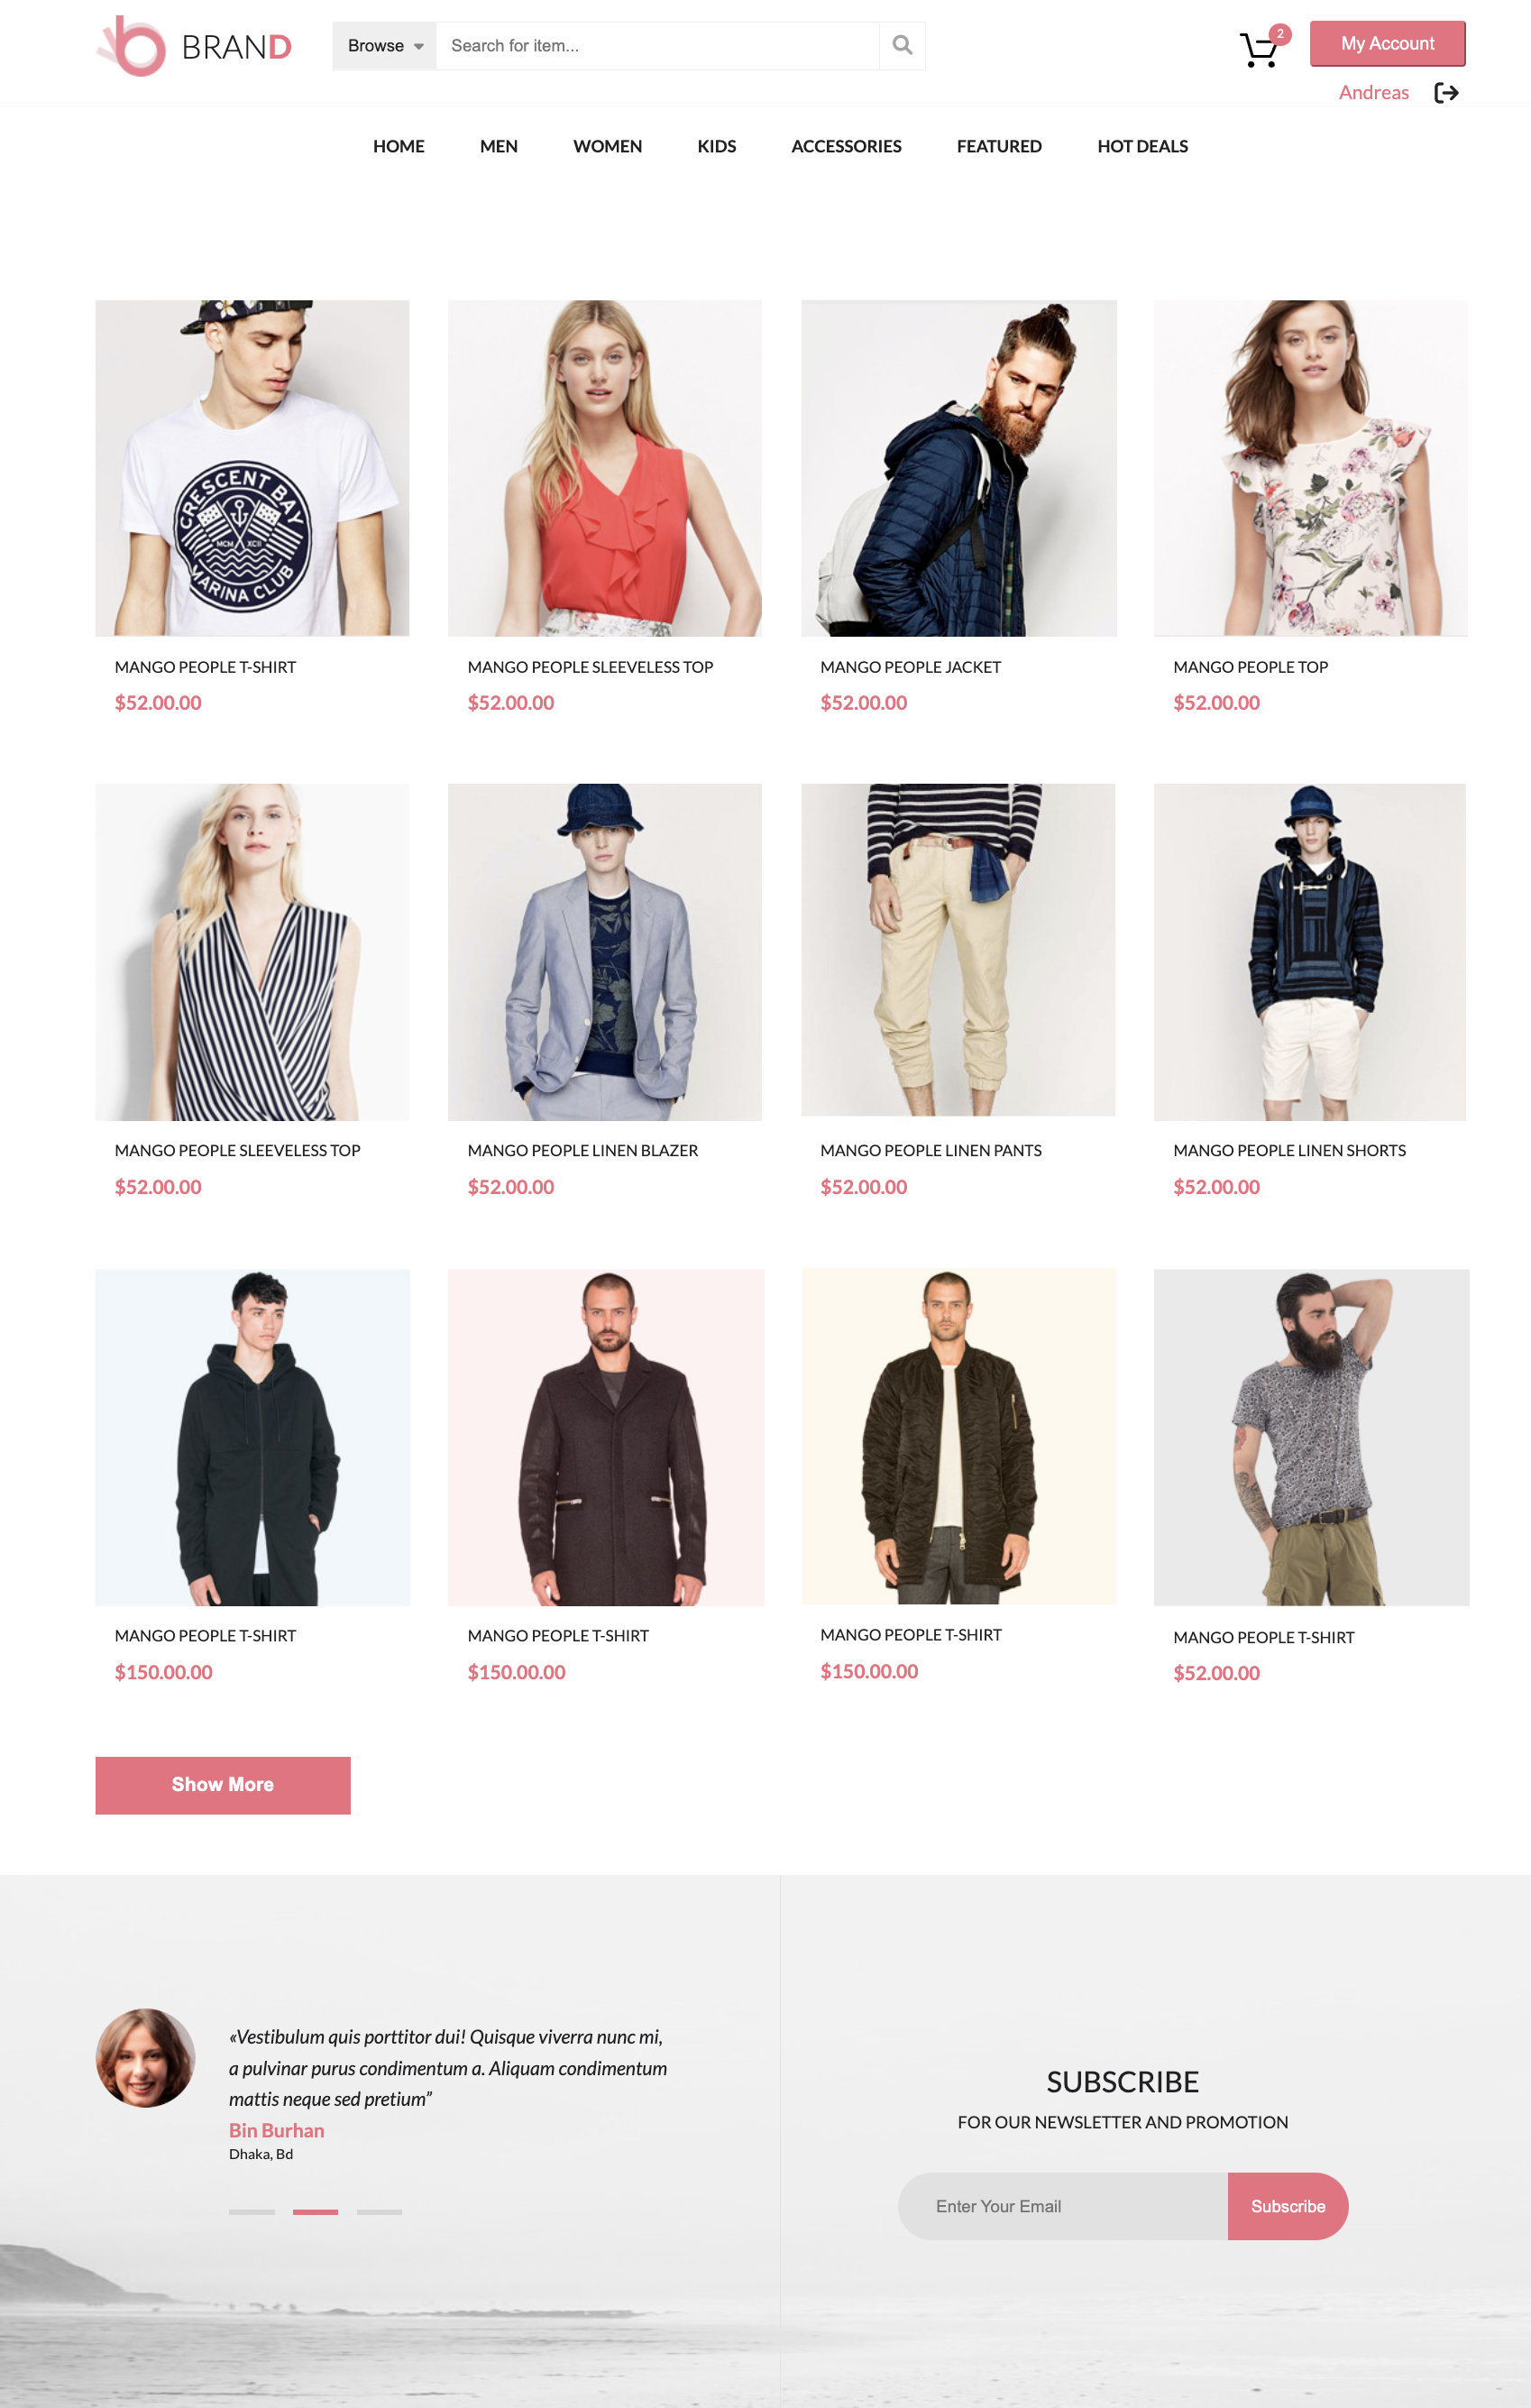 BRAND
Browse
Search for item...
2
My Account
Andreas
HOME MEN WOMEN KIDS ACCESSORIES FEATURED HOT DEALS
CRESCENT BAY
MCM XCII
MARINA CLUB
MANGO PEOPLE T-SHIRT
$52.00.00
MANGO PEOPLE SLEEVELESS TOP
$52.00.00
MANGO PEOPLE JACKET
$52.00.00
MANGO PEOPLE TOP
$52.00.00
MANGO PEOPLE SLEEVELESS TOP
$52.00.00
MANGO PEOPLE LINEN BLAZER
$52.00.00
MANGO PEOPLE LINEN PANTS
$52.00.00
MANGO PEOPLE LINEN SHORTS
$52.00.00
MANGO PEOPLE T-SHIRT
$150.00.00
MANGO PEOPLE T-SHIRT
$150.00.00
MANGO PEOPLE T-SHIRT
$150.00.00
MANGO PEOPLE T-SHIRT
$52.00.00
Show More
«Vestibulum quis porttitor dui! Quisque viverra nunc mi,
a pulvinar purus condimentum a. Aliquam condimentum
mattis neque sed pretium”
Bin Burhan
Dhaka, Bd
SUBSCRIBE
FOR OUR NEWSLETTER AND PROMOTION
Enter Your Email
Subscribe